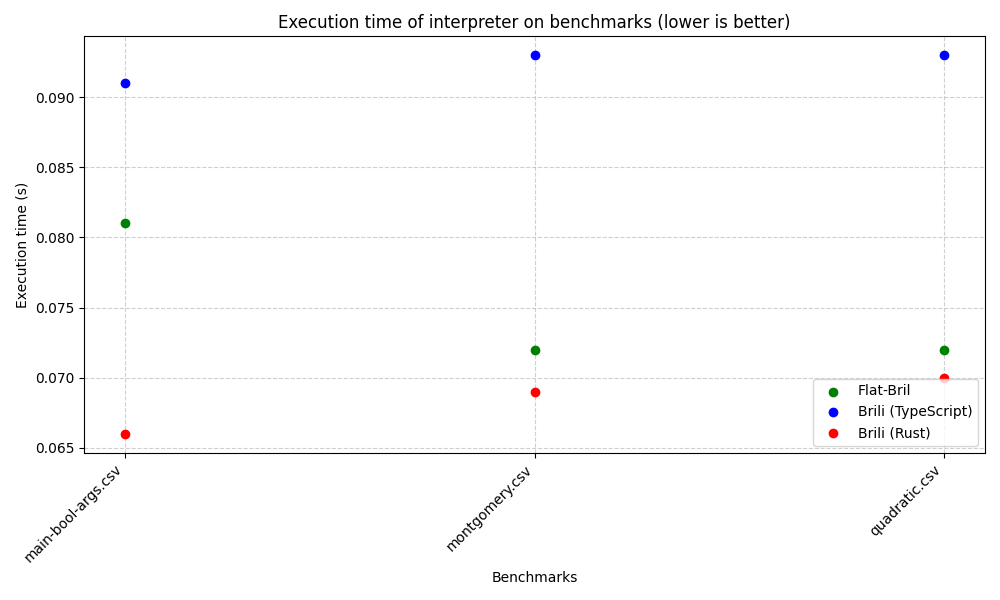 Execution time of interpreter on benchmarks (lower is better)
Execution time (s)
0.090
0.085
0.080
0.075
0.070
0.065
Flat-Bril
Brili (TypeScript)
Brili (Rust)
main-bool-args.csv
montgomery.csv
quadratic.csv
Benchmarks